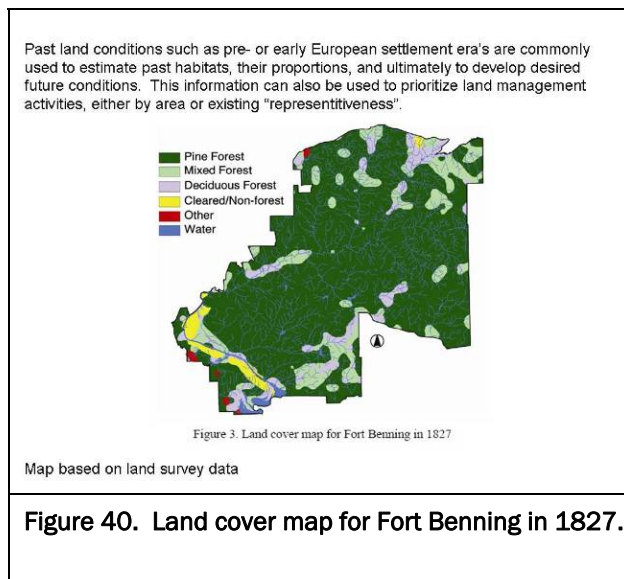 Past land conditions such as pre- or early European settlement era's are commonly
used to estimate past habitats, their proportions, and ultimately to develop desired
future conditions.  This information can also be used to prioritize land management
activities, either by area or existing "representitiveness".
Pine Forest
Mixed Forest
Deciduous Forest
Cleared/Non-forest
Other
Water
Figure 3. Land cover map for Fort Benning in 1827
Map based on land survey data
Figure 40.  Land cover map for Fort Benning in 1827.